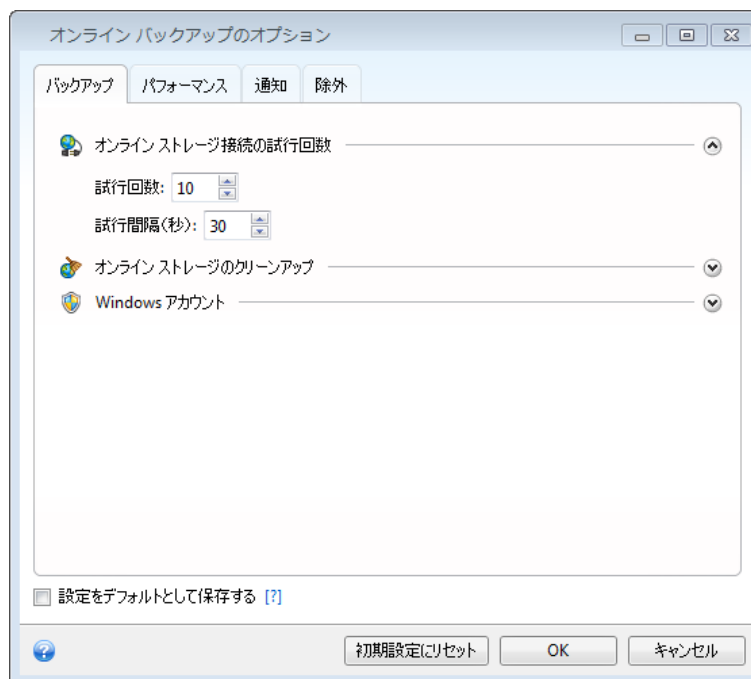 オンライン バックアップのオプション
バックアップ パフォーマンス 通知 除外
オンライン ストレージ接続の試行回数
試行回数: 10
試行間隔(秒): 30
オンライン ストレージのクリーンアップ
Windows アカウント
設定をデフォルトとして保存する [?]
初期設定にリセット OK キャンセル